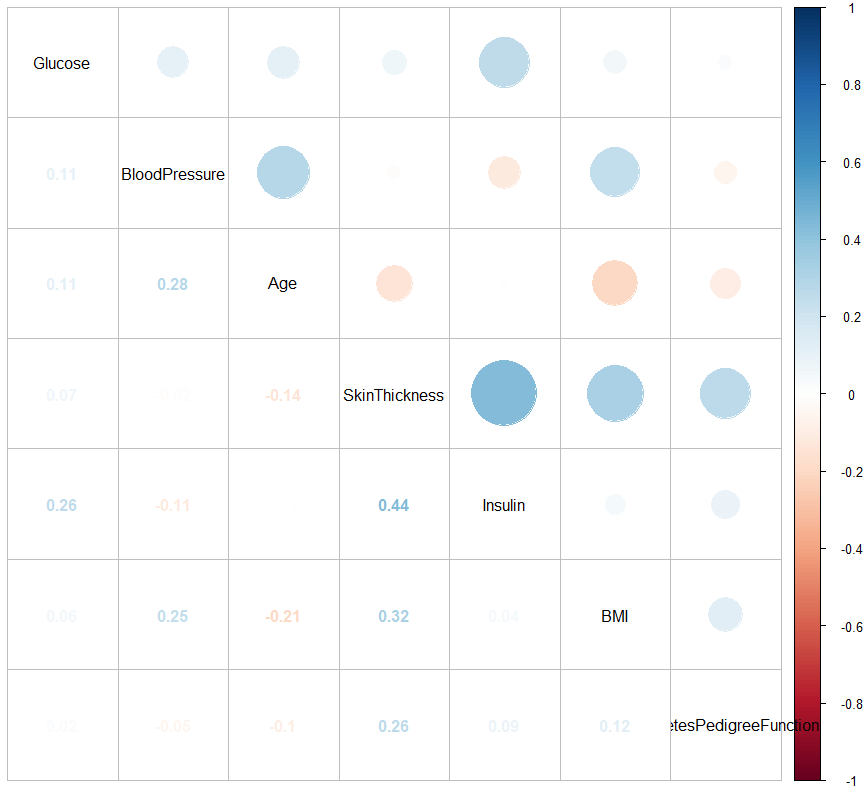 Glucose
0.11 BloodPressure
0.11 0.28 Age
0.07 -0.14 SkinThickness
0.26 -0.11 0.44 Insulin
0.06 0.25 -0.21 0.32 0.04 BMI
0.02 -0.05 -0.1 0.26 0.09 0.12 etesPedigreeFunction
1
0.8
0.6
0.4
0.2
0
-0.2
-0.4
-0.6
-0.8
-1